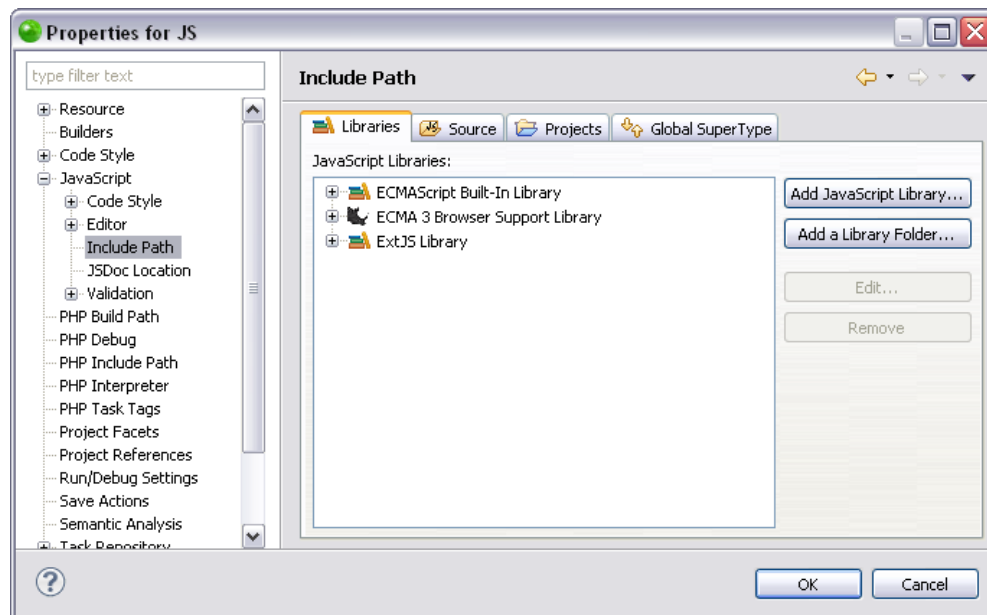 Properties for JS
type filter text
Resource
Builders
Code Style
JavaScript
Code Style
Editor
Include Path
JSDoc Location
Validation
PHP Build Path
PHP Debug
PHP Include Path
PHP Interpreter
PHP Task Tags
Project Facets
Project References
Run/Debug Settings
Save Actions
Semantic Analysis
Task Repository
Include Path
Libraries
Source
Projects
Global SuperType
JavaScript Libraries:
ECMAScript Built-In Library
ECMA 3 Browser Support Library
ExtJS Library
Add JavaScript Library...
Add a Library Folder...
Edit...
Remove
?
OK
Cancel